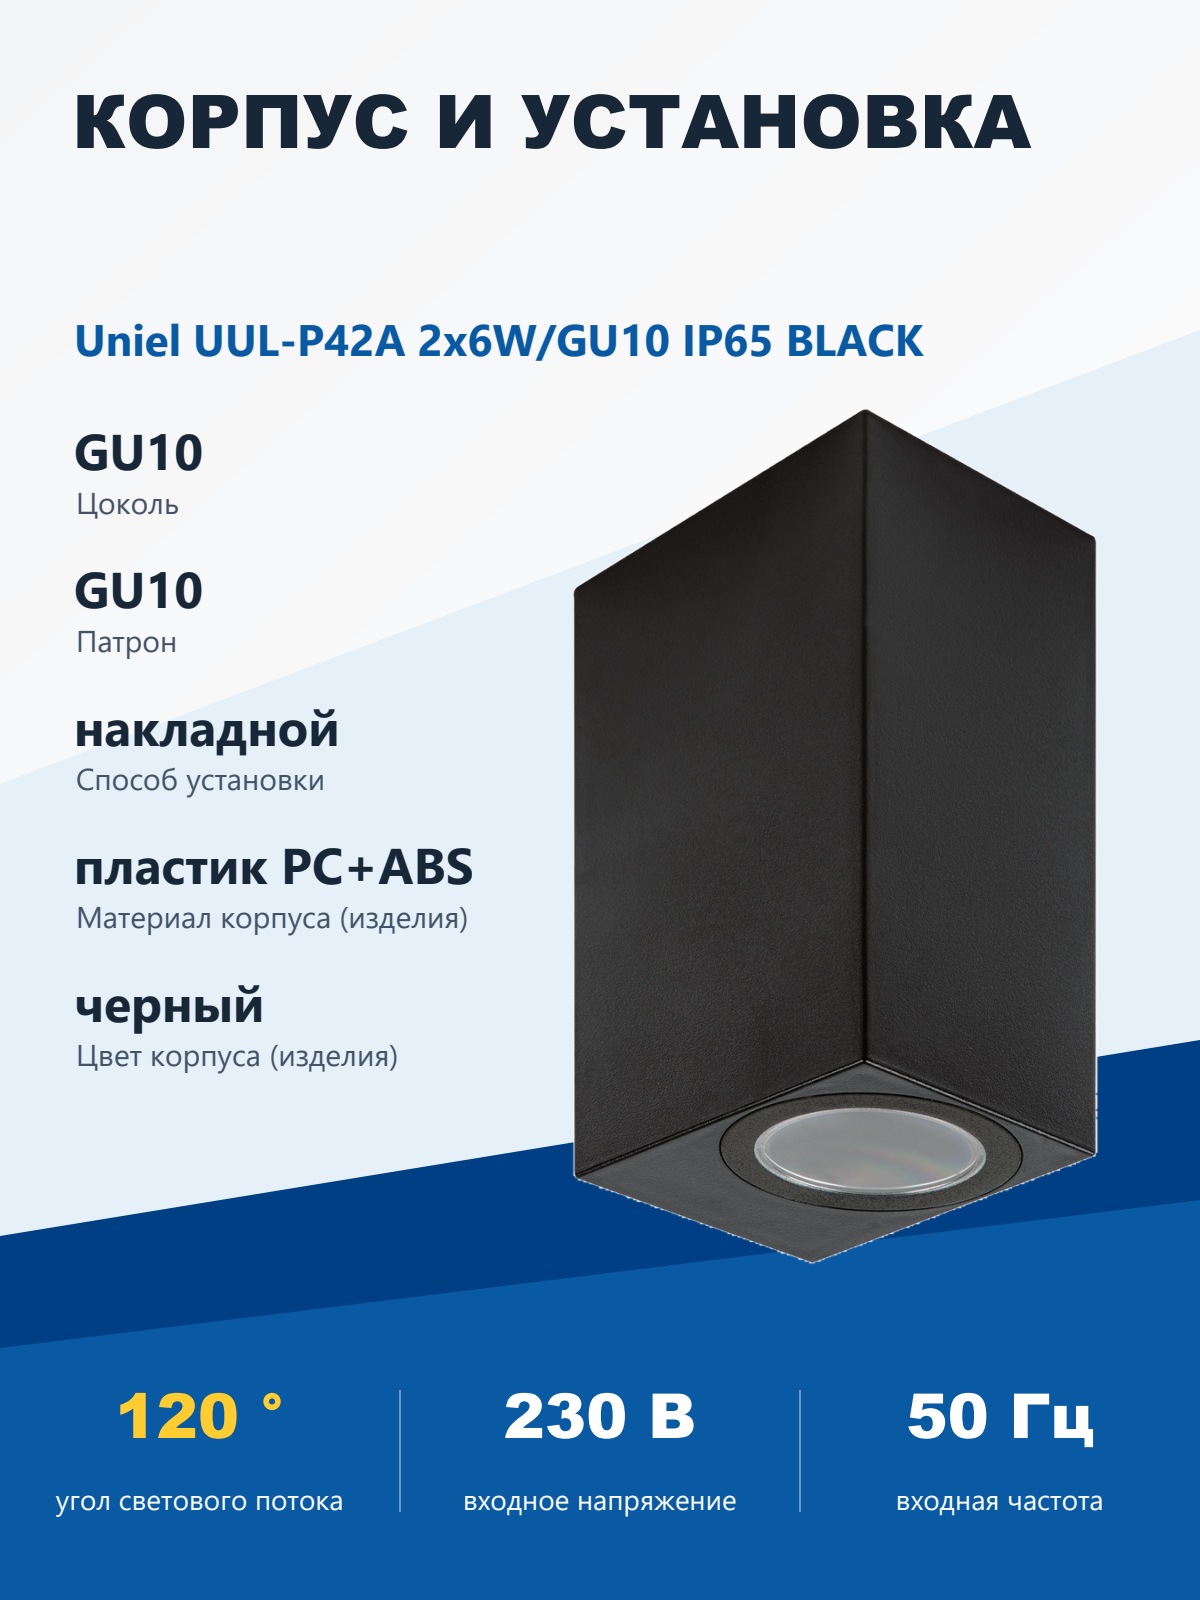 КОРПУС И УСТАНОВКА
Uniel UUL-P42A 2x6W/GU10 IP65 BLACK
GU10
Цоколь
GU10
Патрон
накладной
Способ установки
пластик PC+ABS
Материал корпуса (изделия)
черный
Цвет корпуса (изделия)
120 °
угол светового потока
230 В
входное напряжение
50 Гц
входная частота